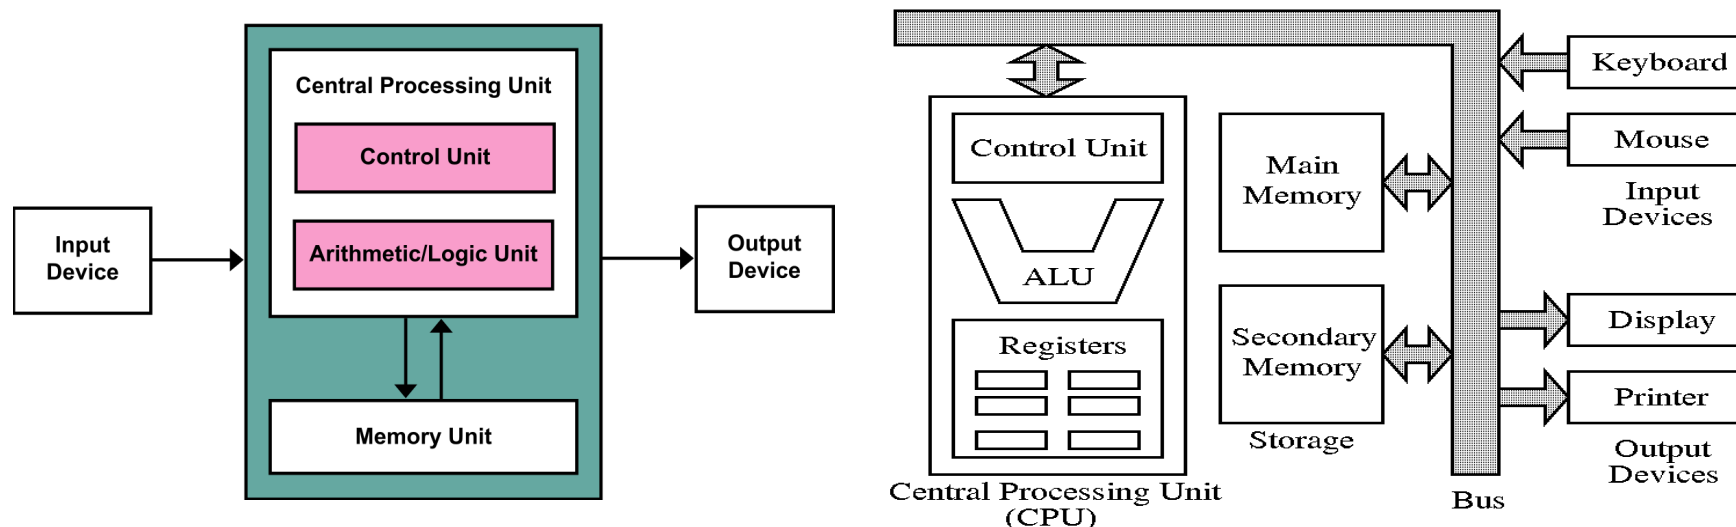 Central Processing Unit
Control Unit
Arithmetic/Logic Unit
Input
Device
Output
Device
Memory Unit
Control Unit
ALU
Registers
Central Processing Unit
(CPU)
Main
Memory
Secondary
Memory
Storage
Bus
Keyboard
Mouse
Input
Devices
Display
Printer
Output
Devices